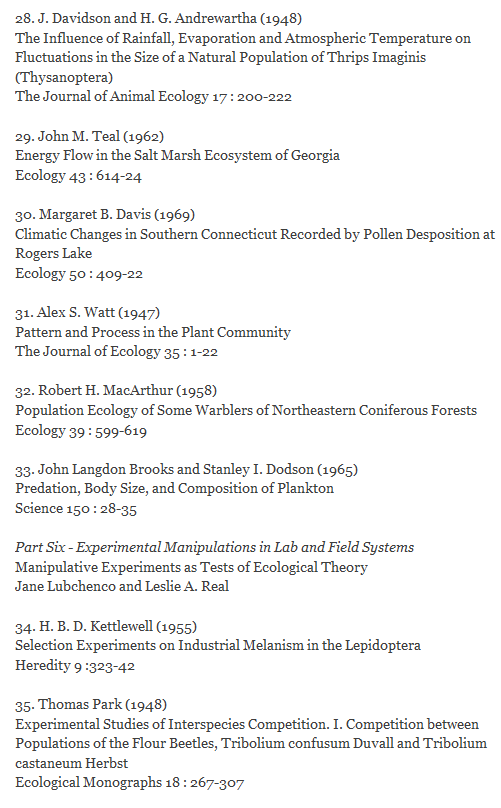 28. J. Davidson and H. G. Andrewartha (1948)
The Influence of Rainfall, Evaporation and Atmospheric Temperature on
Fluctuations in the Size of a Natural Population of Thrips Imaginis
(Thysanoptera)
The Journal of Animal Ecology 17 : 200-222
29. John M. Teal (1962)
Energy Flow in the Salt Marsh Ecosystem of Georgia
Ecology 43 : 614-24
30. Margaret B. Davis (1969)
Climatic Changes in Southern Connecticut Recorded by Pollen Desposition at
Rogers Lake
Ecology 50 : 409-22
31. Alex S. Watt (1947)
Pattern and Process in the Plant Community
The Journal of Ecology 35 : 1-22
32. Robert H. MacArthur (1958)
Population Ecology of Some Warblers of Northeastern Coniferous Forests
Ecology 39 : 599-619
33. John Langdon Brooks and Stanley I. Dodson (1965)
Predation, Body Size, and Composition of Plankton
Science 150 : 28-35
Part Six - Experimental Manipulations in Lab and Field Systems
Manipulative Experiments as Tests of Ecological Theory
Jane Lubchenco and Leslie A. Real
34. H. B. D. Kettlewell (1955)
Selection Experiments on Industrial Melanism in the Lepidoptera
Heredity 9 :323-42
35. Thomas Park (1948)
Experimental Studies of Interspecies Competition. I. Competition between
Populations of the Flour Beetles, Tribolium confusum Duvall and Tribolium
castaneum Herbst
Ecological Monographs 18 : 267-307